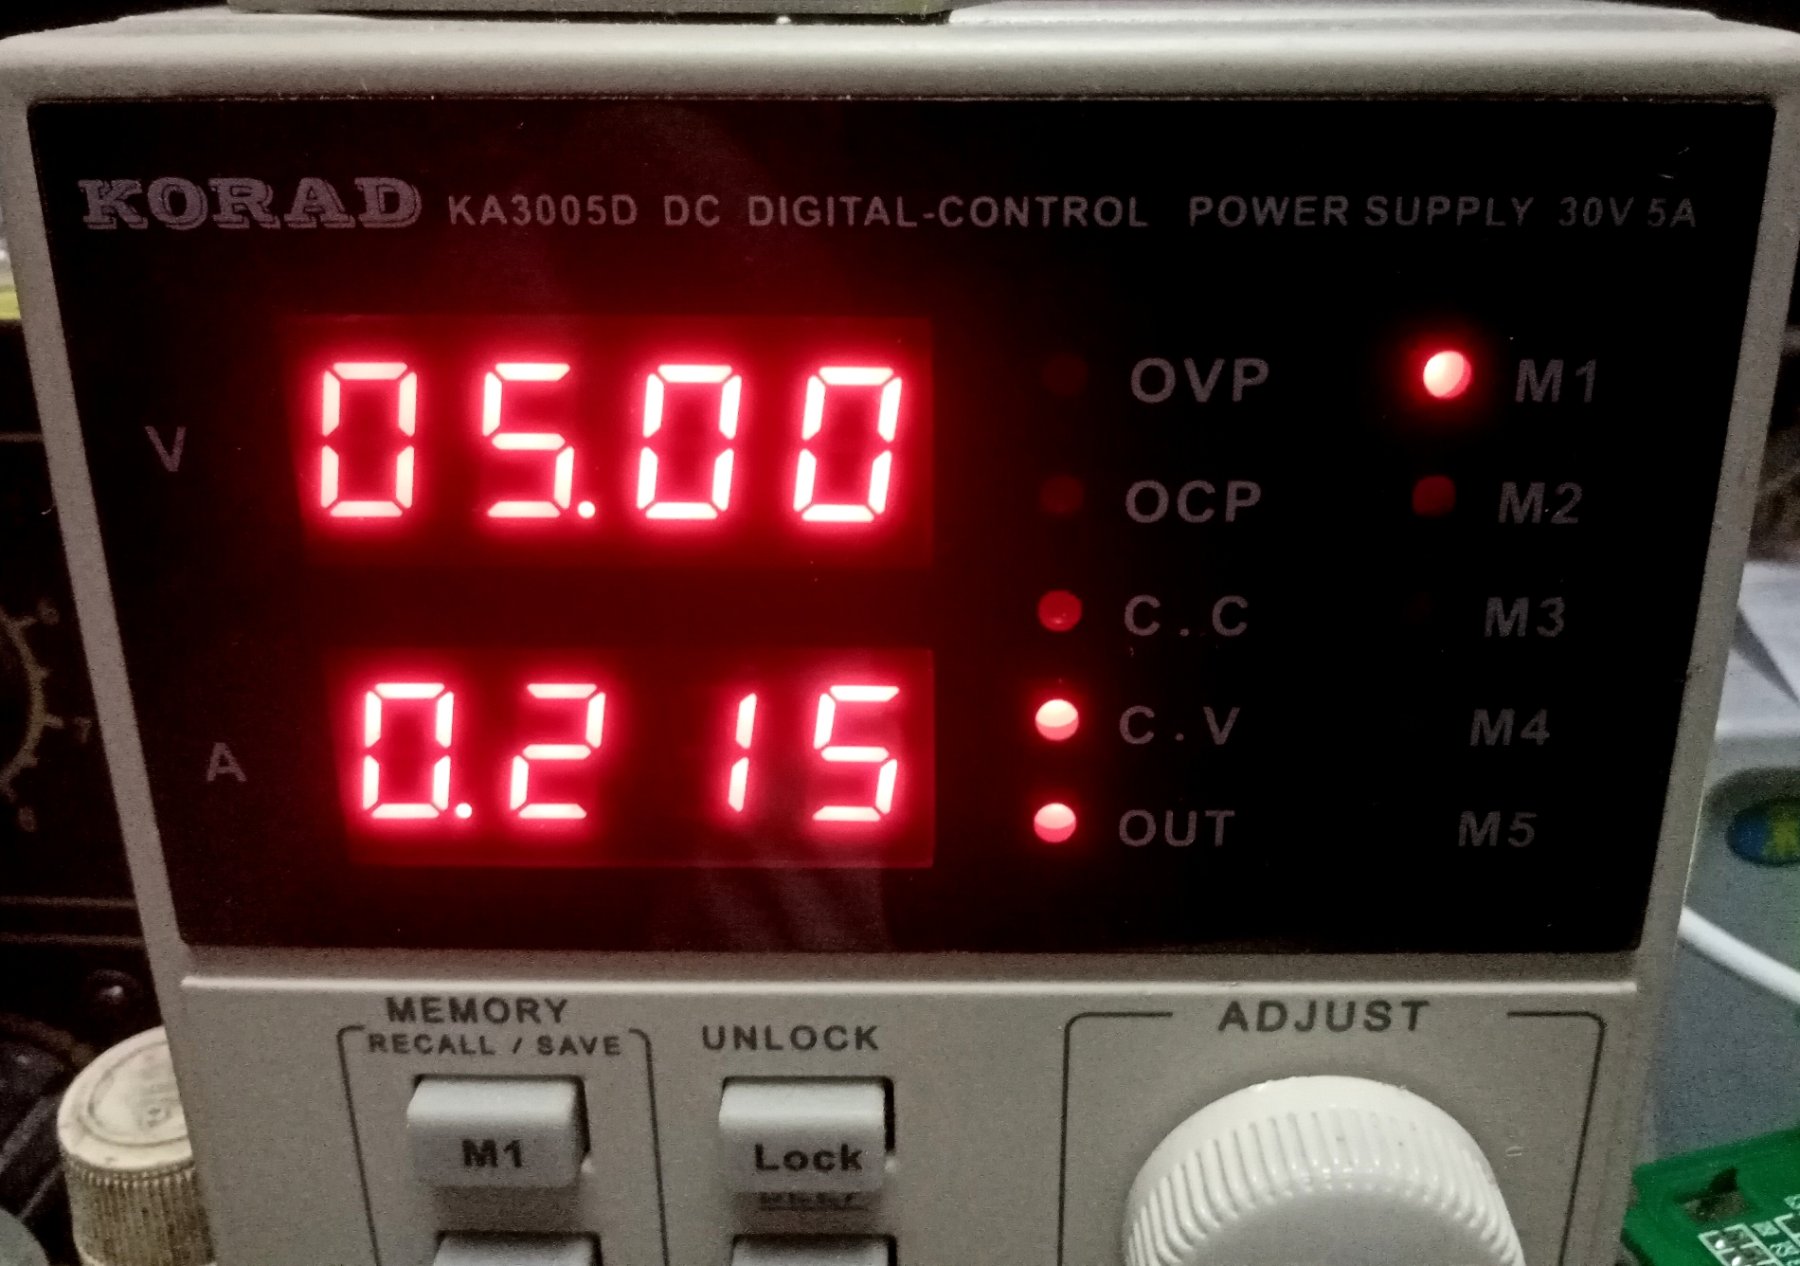 KORAD KA3005D DC DIGITAL-CONTROL POWER SUPPLY 30V 5A
V 05.00
A 0.215
OVP M1
OCP M2
C.C M3
C.V M4
OUT M5
MEMORY
RECALL / SAVE
UNLOCK
ADJUST
M1
Lock